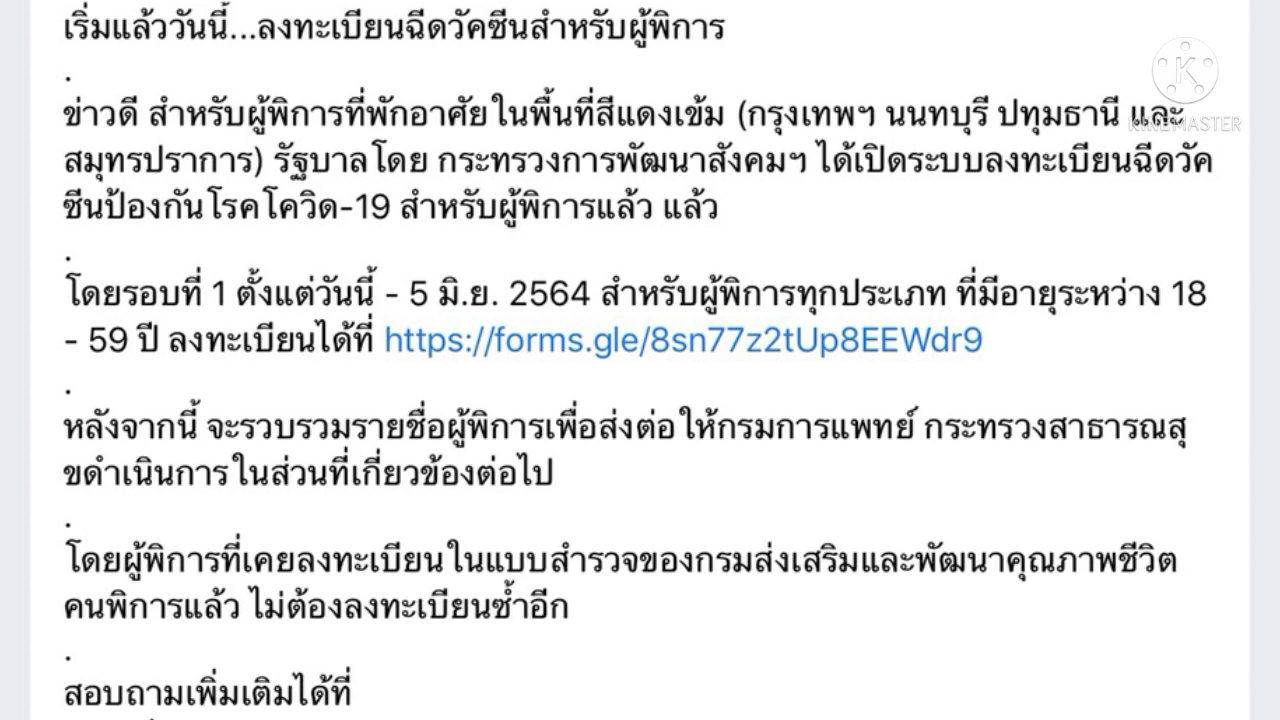 เริ่มแล้ววันนี้...ลงทะเบียนฉีดวัคซีนสำหรับผู้พิการ
.
ข่าวดี สำหรับผู้พิการที่พักอาศัยในพื้นที่สีแดงเข้ม (กรุงเทพฯ นนทบุรี ปทุมธานี และ
สมุทรปราการ) รัฐบาลโดย กระทรวงการพัฒนาสังคมฯ ได้เปิดระบบลงทะเบียนฉีดวัค
ซีนป้องกันโรคโควิด-19 สำหรับผู้พิการแล้ว แล้ว
.
โดยรอบที่ 1 ตั้งแต่วันนี้ - 5 มิ.ย. 2564 สำหรับผู้พิการทุกประเภท ที่มีอายุระหว่าง 18
- 59 ปี ลงทะเบียนได้ที่ https://forms.gle/8sn77z2tUp8EEWdr9
.
หลังจากนี้ จะรวบรวมรายชื่อผู้พิการเพื่อส่งต่อให้กรมการแพทย์ กระทรวงสาธารณสุ
ขดำเนินการในส่วนที่เกี่ยวข้องต่อไป
.
โดยผู้พิการที่เคยลงทะเบียนในแบบสำรวจของกรมส่งเสริมและพัฒนาคุณภาพชีวิต
คนพิการแล้ว ไม่ต้องลงทะเบียนซ้ำอีก
.
สอบถามเพิ่มเติมได้ที่
K
KINEMASTER